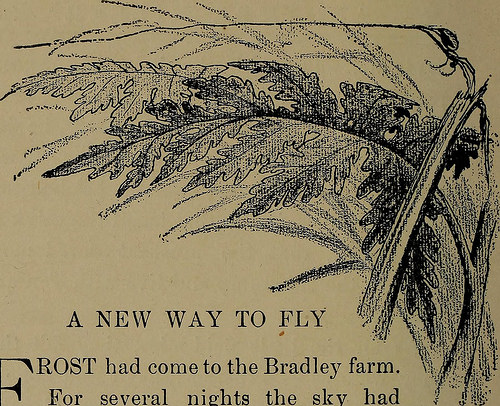 A NEW WAY TO FLY
FROST had come to the Bradley farm.
For several nights the sky had